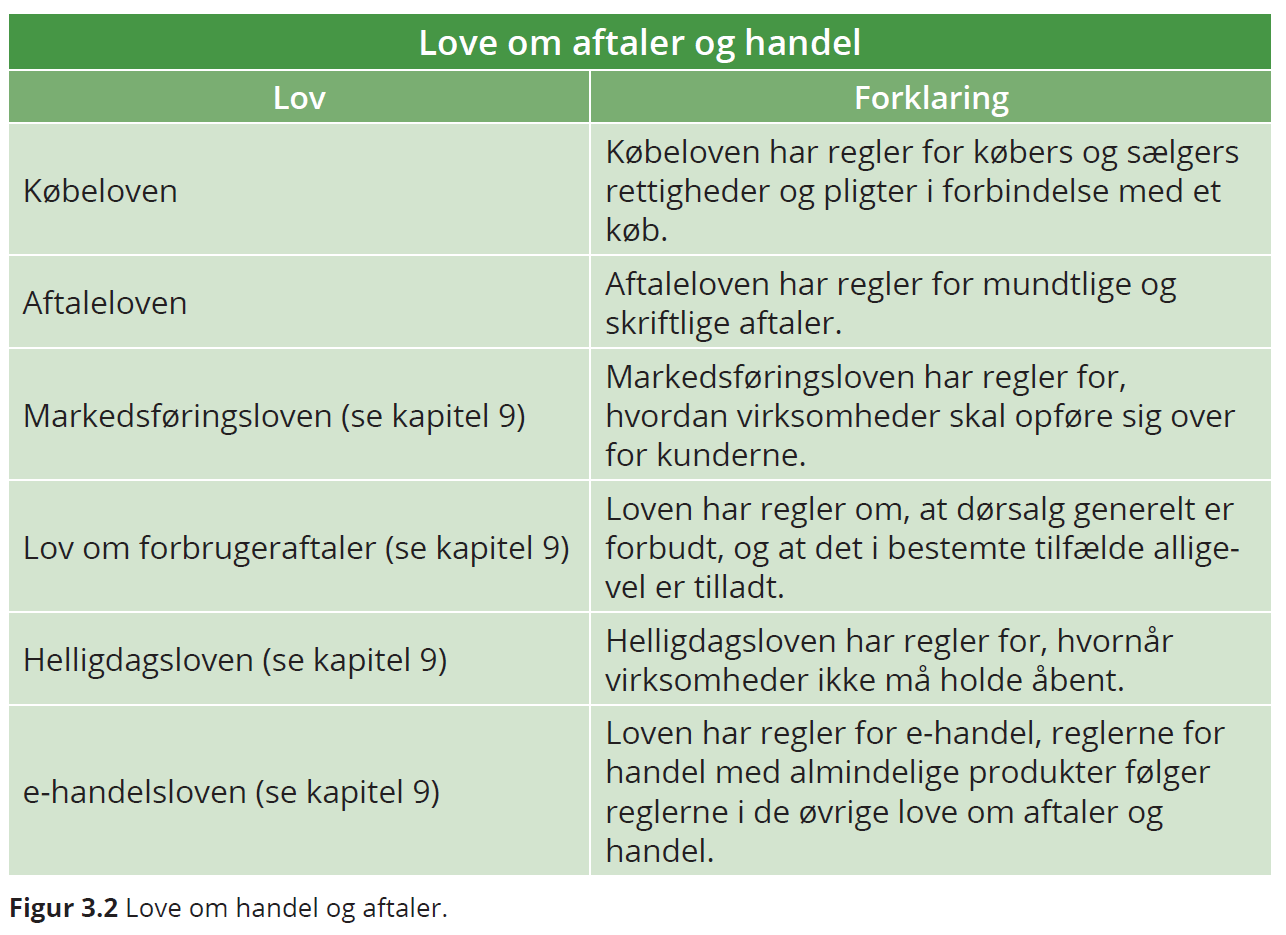 Love om aftaler og handel
Lov
Forklaring
Købeloven
Købeloven har regler for købers og sælgers
rettigheder og pligter i forbindelse med et
køb.
Aftaleloven
Aftaleloven har regler for mundtlige og
skriftlige aftaler.
Markedsføringsloven (se kapitel 9)
Markedsføringsloven har regler for,
hvordan virksomheder skal opføre sig over
for kunderne.
Lov om forbrugeraftaler (se kapitel 9)
Loven har regler om, at dørsalg generelt er
forbudt, og at det i bestemte tilfælde allige-
vel er tilladt.
Helligdagsloven (se kapitel 9)
Helligdagsloven har regler for, hvornår
virksomheder ikke må holde åbent.
e-handelsloven (se kapitel 9)
Loven har regler for e-handel, reglerne for
handel med almindelige produkter følger
reglerne i de øvrige love om aftaler og
handel.
Figur 3.2 Love om handel og aftaler.